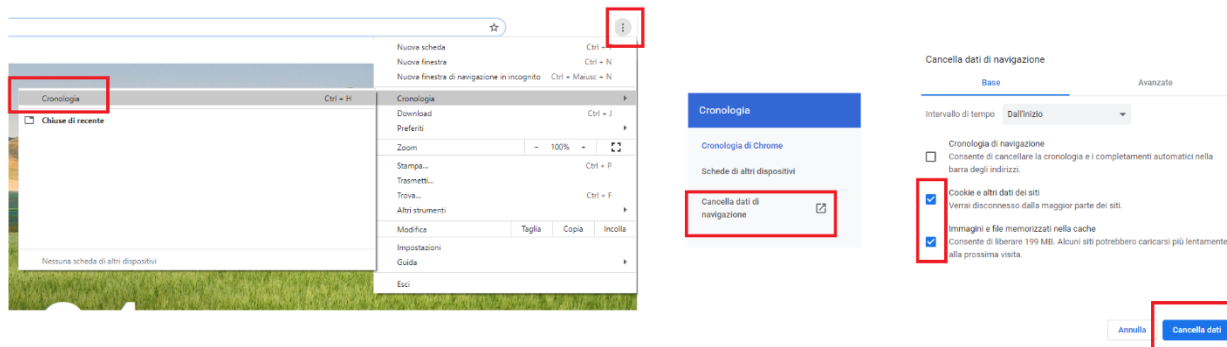 Nuova scheda Ctrl +
Nuova finestra Ctrl + N
Nuova finestra di navigazione in incognito Ctrl + Maiusc + N
Cronologia
Download Ctrl + J
Preferiti
Zoom - 100% +
Stampa... Ctrl + P
Trasmetti...
Trova... Ctrl + F
Altri strumenti
Modifica Taglia Copia Incolla
Impostazioni
Guida
Esci
Cronologia Ctrl + H
Chiuse di recente
Nessuna scheda di altri dispositivi
Cronologia
Cronologia di Chrome
Schede di altri dispositivi
Cancella dati di
navigazione
Cancella dati di navigazione
Base Avanzate
Intervallo di tempo Dall'inizio
Cronologia di navigazione
Consente di cancellare la cronologia e i completamenti automatici nella
barra degli indirizzi.
Cookie e altri dati dei siti
Verrai disconnesso dalla maggior parte dei siti.
Immagini e file memorizzati nella cache
Consente di liberare 199 MB. Alcuni siti potrebbero caricarsi più lentamente
alla prossima visita.
Annulla Cancella dati